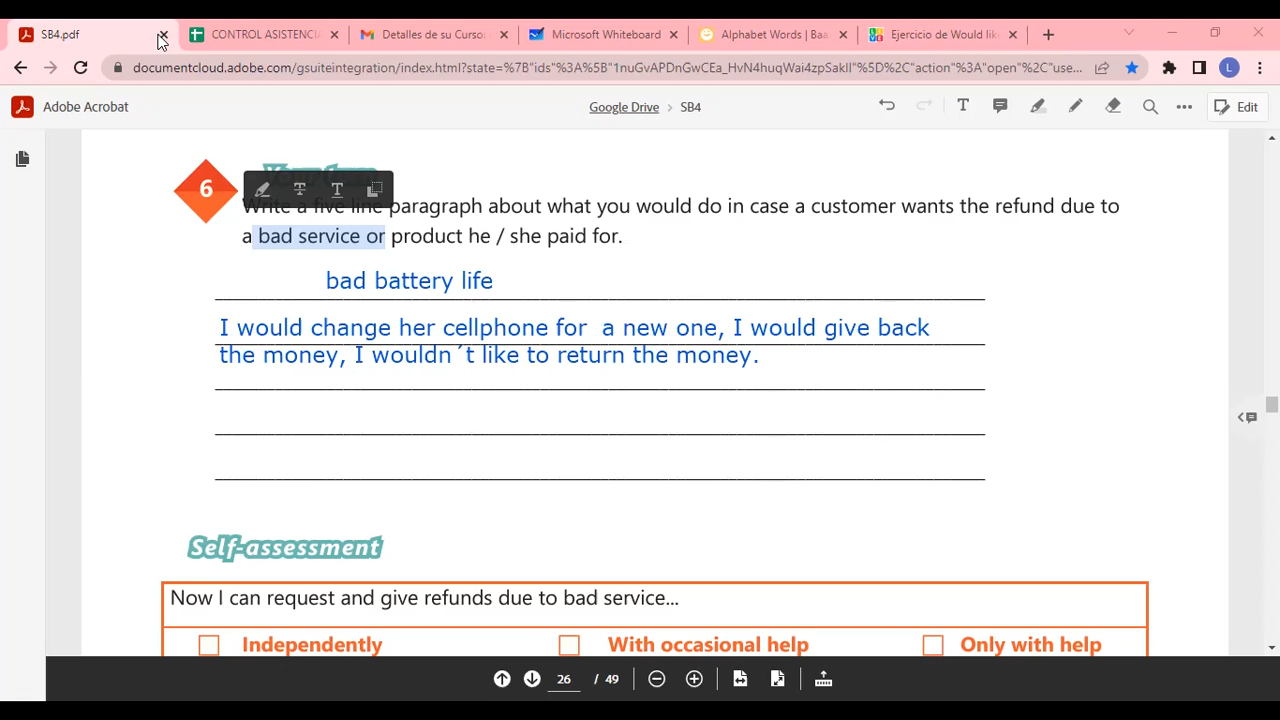 SB4.pdf
CONTROL ASISTENCI
Detalles de su Curso
Microsoft Whiteboard
Alphabet Words | Baa
Ejercicio de Would lik
documentcloud.adobe.com/gsuiteintegration/index.html?state=%7B"ids"%3A%5B"1nuGvAPDnGwCEa_HvN4huqWai4zpSakII"%5D%2C"action"%3A"open"%2C"use...
L
Adobe Acrobat
Google Drive > SB4
Edit
6
Write a five line paragraph about what you would do in case a customer wants the refund due to
a bad service or product he / she paid for.
bad battery life
I would change her cellphone for a new one, I would give back
the money, I wouldn´t like to return the money.
Self-assessment
Now I can request and give refunds due to bad service...
Independently
With occasional help
Only with help
26 / 49